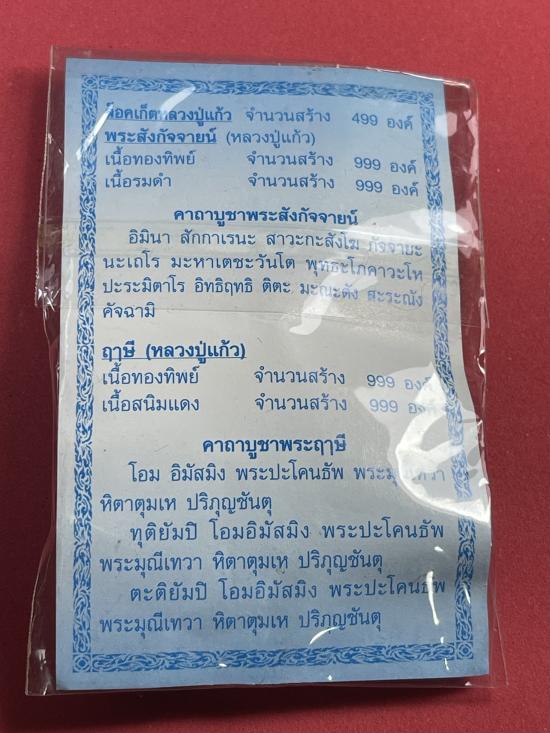 ล็อคเก็ตหลวงปู่แก้ว จำนวนสร้าง 499 องค์
พระสังกัจจายน์ (หลวงปู่แก้ว)
เนื้อทองทิพย์ จำนวนสร้าง 999 องค์
เนื้อรมดำ จำนวนสร้าง 999 องค์
คาถาบูชาพระสังกัจจายน์
อิมินา สักกาเรนะ สาวะกะสังโฆ กัจจายะ
นะเถโร มะหาเตชะวันโต พุทธะโภคาวะโห
ปะระมิตาโร อิทธิฤทธิ ติตะ มะณะตัง สะระณัง
คัจฉามิ
ฤาษี (หลวงปู่แก้ว)
เนื้อทองทิพย์ จำนวนสร้าง 999 องค์
เนื้อสนิมแดง จำนวนสร้าง 999 องค์
คาถาบูชาพระฤๅษี
โอม อิมัสมิง พระปะโคนธัพ พระมุณีเทวา
หิตาตุมเห ปริภุญชันตุ
ทุติยัมปิ โอมอิมัสมิง พระปะโคนธัพ
พระมุณีเทวา หิตาตุมเห ปริภุญชันตุ
ตะติยัมปิ โอมอิมัสมิง พระปะโคนธัพ
พระมุณีเทวา หิตาตุมเห ปริภุญชันตุ